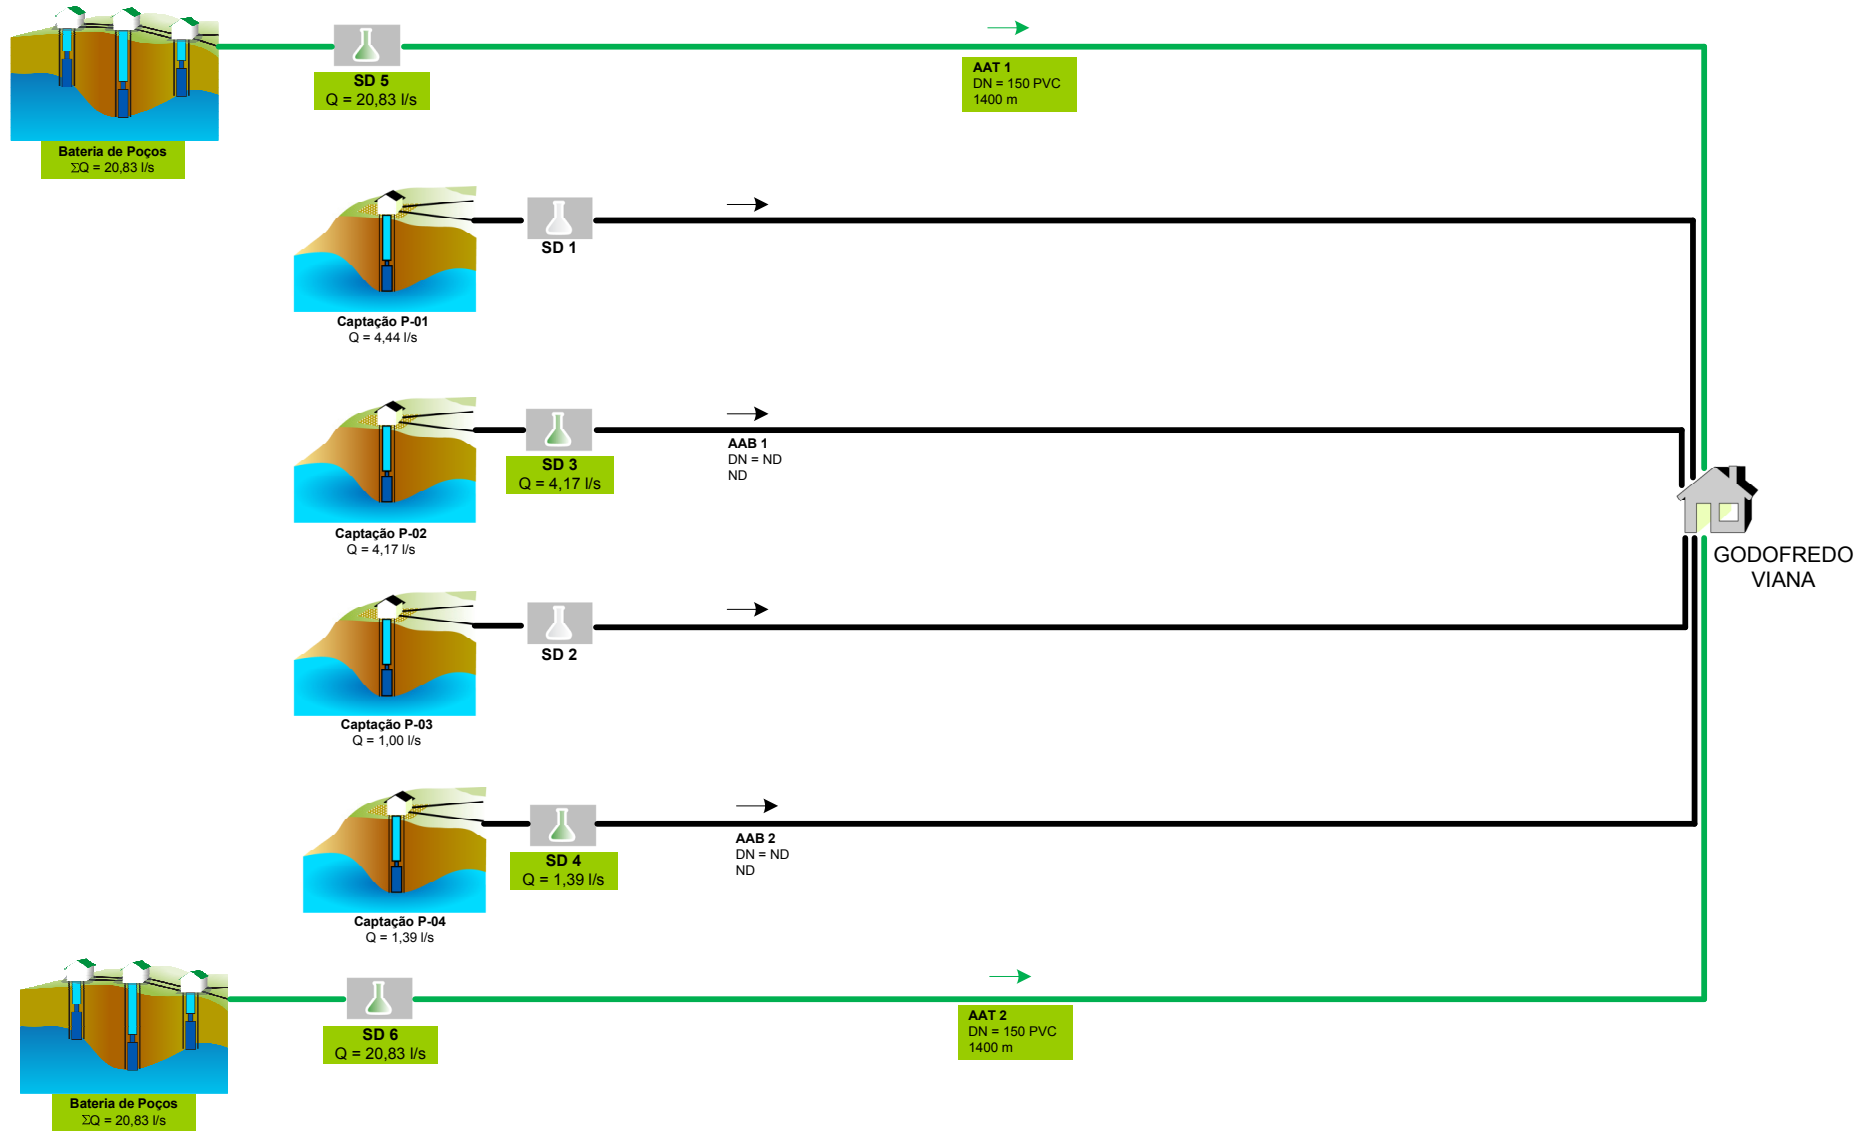 SD 5
Q = 20,83 l/s
AAT 1
DN = 150 PVC
1400 m
Bateria de Poços
ΣQ = 20,83 l/s
SD 1
Captação P-01
Q = 4,44 l/s
SD 3
Q = 4,17 l/s
AAB 1
DN = ND
ND
Captação P-02
Q = 4,17 l/s
GODOFREDO
VIANA
SD 2
Captação P-03
Q = 1,00 l/s
SD 4
Q = 1,39 l/s
AAB 2
DN = ND
ND
Captação P-04
Q = 1,39 l/s
SD 6
Q = 20,83 l/s
AAT 2
DN = 150 PVC
1400 m
Bateria de Poços
ΣQ = 20,83 l/s